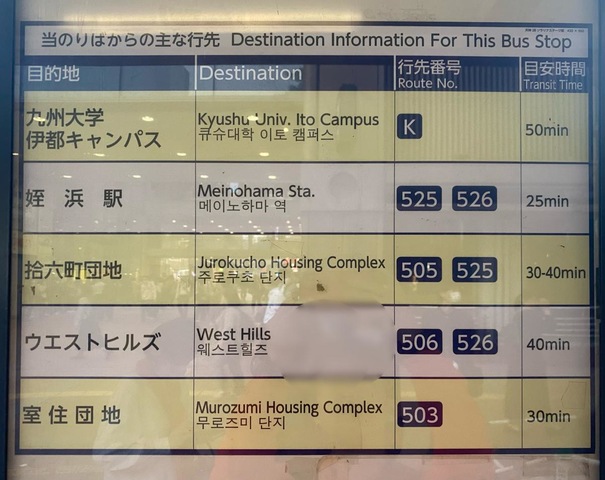 当のりばからの主な行先 Destination Information For This Bus Stop
目的地 Destination 行先番号 目安時間
Route No. Transit Time
九州大学 Kyushu Univ. Ito Campus K 50min
伊都キャンパス 큐슈대학 이토 캠퍼스
姪浜駅 Meinohama Sta. 525 526 25min
메이노하마 역
拾六町団地 Jurokucho Housing Complex 505 525 30-40min
주로쿠쵸 단지
ウエストヒルズ West Hills 506 526 40min
웨스트힐즈
室住団地 Murozumi Housing Complex 503 30min
무로즈미 단지